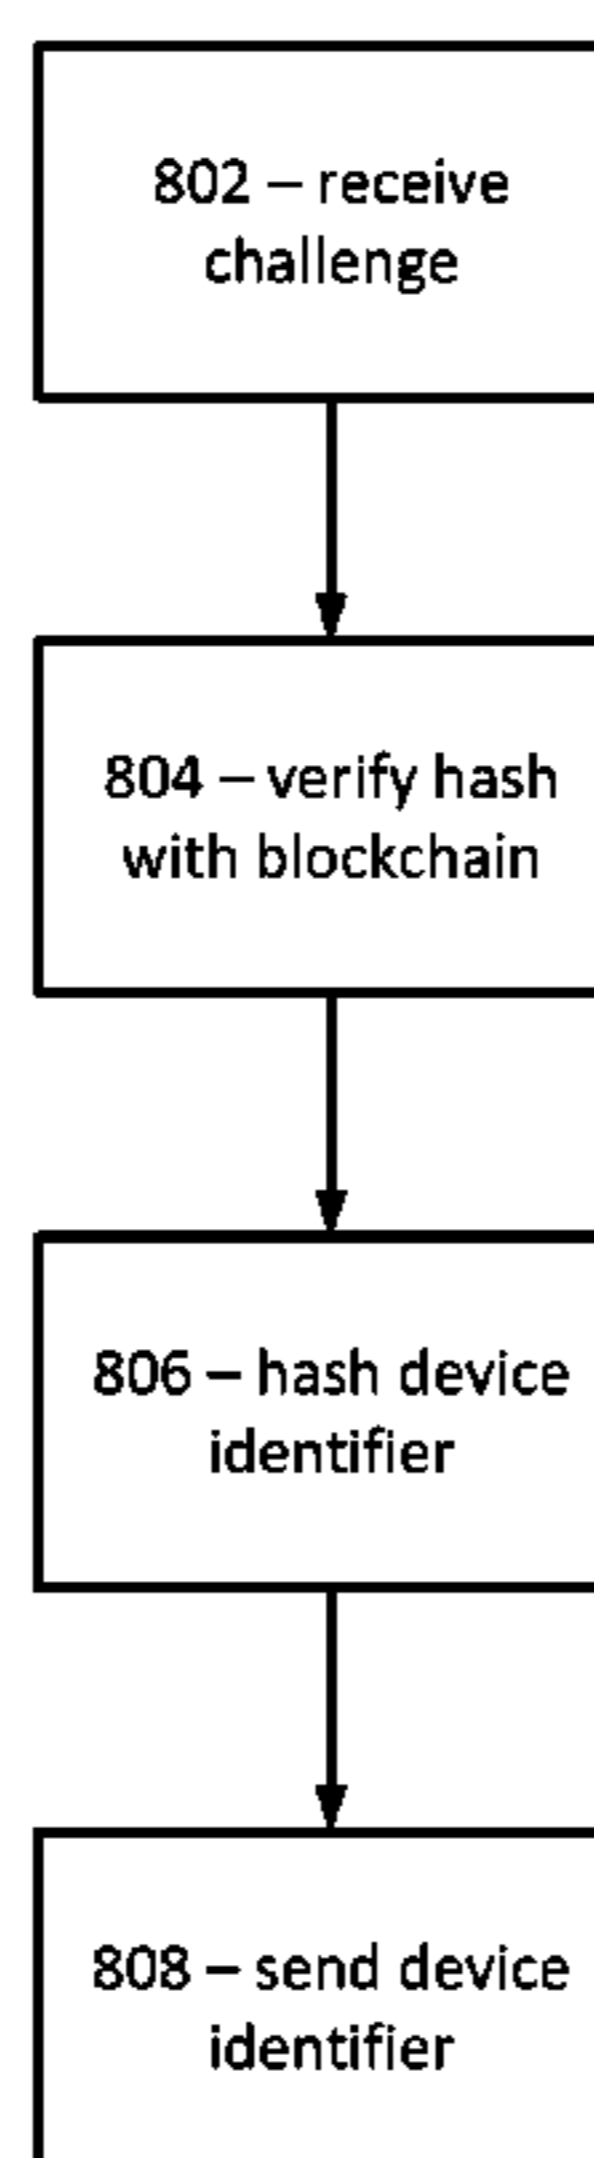 802 – receive
challenge
804 – verify hash
with blockchain
806 – hash device
identifier
808 – send device
identifier